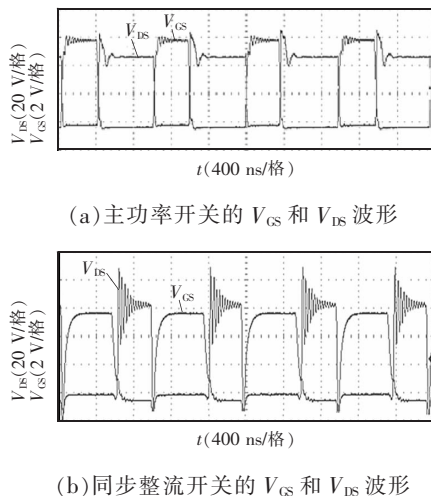 V_DS(20 V/格)
V_GS(2 V/格)
V_DS
V_GS
t(400 ns/格)
(a)主功率开关的 V_GS 和 V_DS 波形
V_DS(20 V/格)
V_GS(2 V/格)
V_DS
V_GS
t(400 ns/格)
(b)同步整流开关的 V_GS 和 V_DS 波形